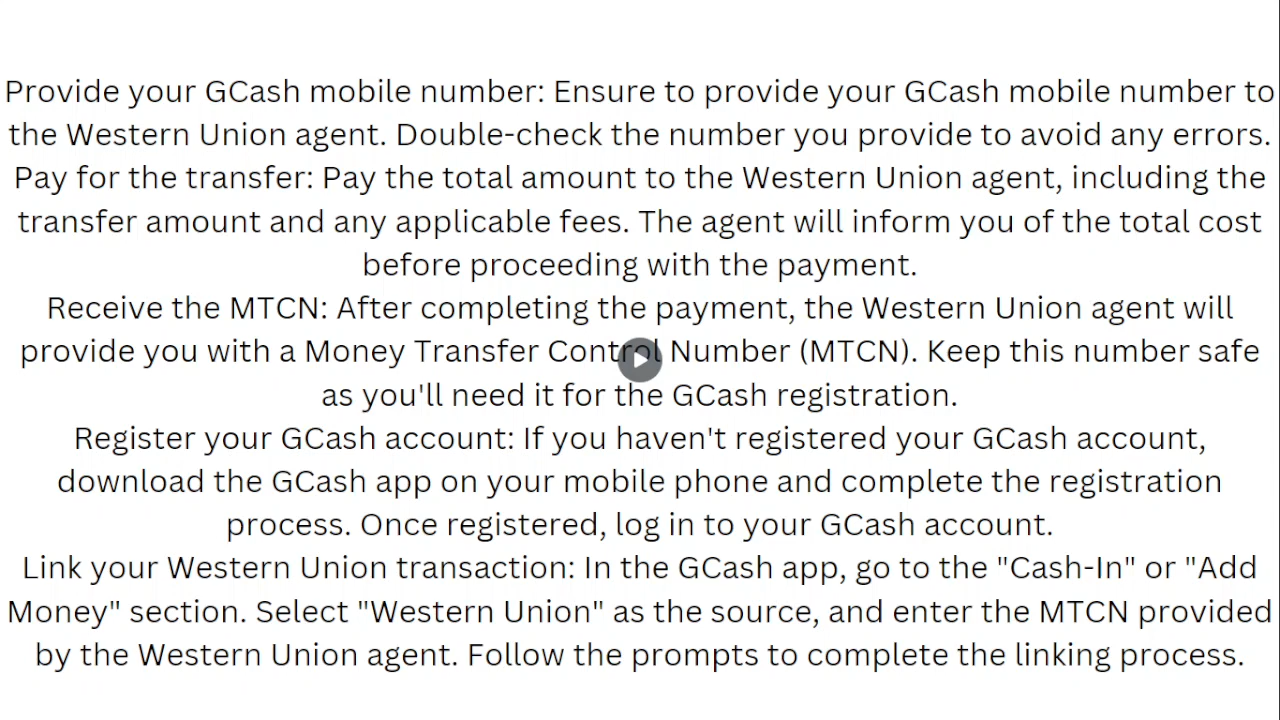 Provide your GCash mobile number: Ensure to provide your GCash mobile number to
the Western Union agent. Double-check the number you provide to avoid any errors.
Pay for the transfer: Pay the total amount to the Western Union agent, including the
transfer amount and any applicable fees. The agent will inform you of the total cost
before proceeding with the payment.
Receive the MTCN: After completing the payment, the Western Union agent will
provide you with a Money Transfer Control Number (MTCN). Keep this number safe
as you'll need it for the GCash registration.
Register your GCash account: If you haven't registered your GCash account,
download the GCash app on your mobile phone and complete the registration
process. Once registered, log in to your GCash account.
Link your Western Union transaction: In the GCash app, go to the "Cash-In" or "Add
Money" section. Select "Western Union" as the source, and enter the MTCN provided
by the Western Union agent. Follow the prompts to complete the linking process.